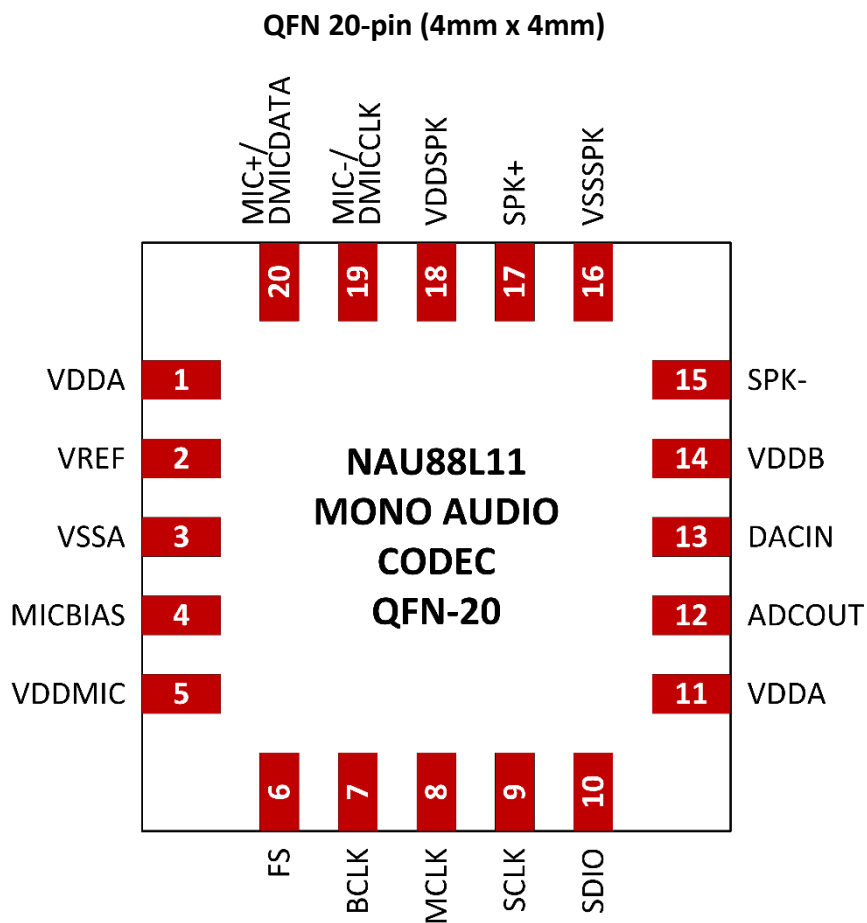 QFN 20-pin (4mm x 4mm)
MIC+/
DMICDATA
MIC-/
DMICCLK
VDDSPK
SPK+
VSSSPK
20
19
18
17
16
VDDA
1
15
SPK-
VREF
2
14
VDDB
VSSA
3
13
DACIN
MICBIAS
4
12
ADCOUT
VDDMIC
5
11
VDDA
NAU88L11
MONO AUDIO
CODEC
QFN-20
6
7
8
9
10
FS
BCLK
MCLK
SCLK
SDIO